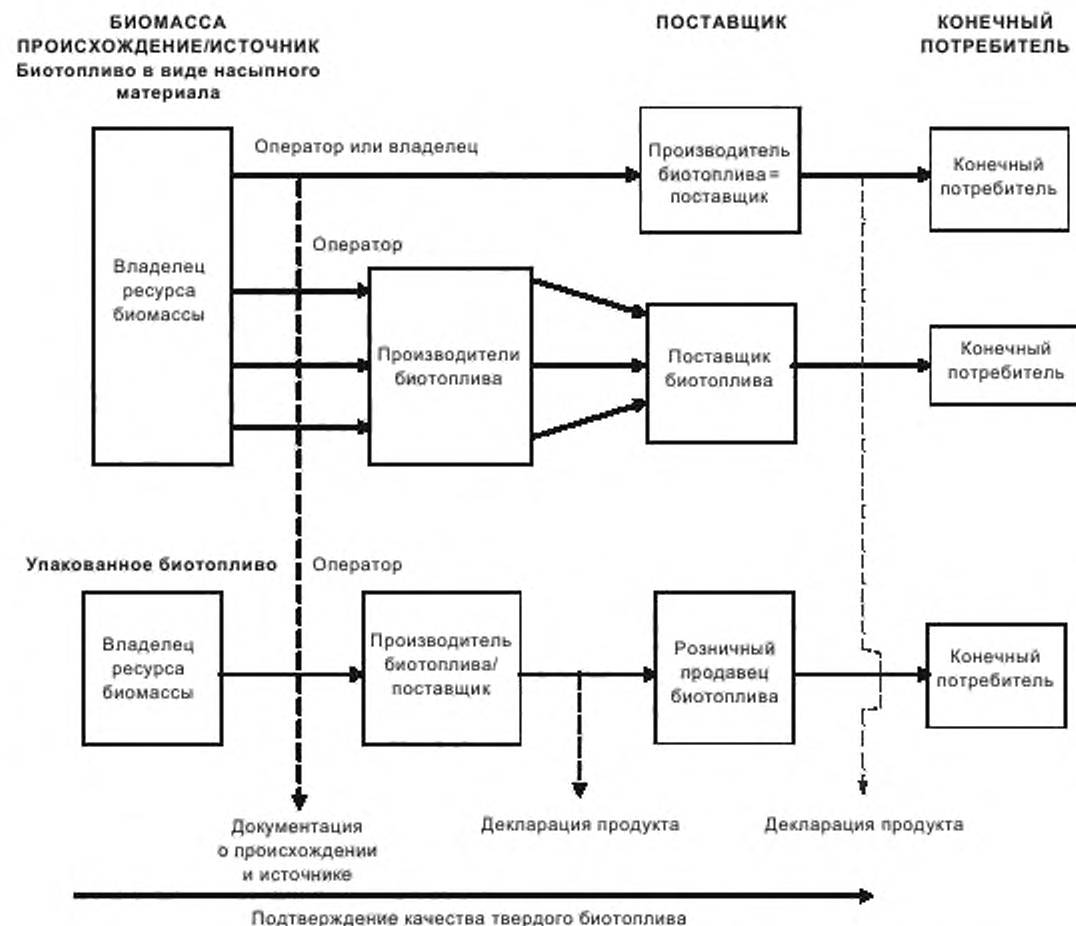 БИОМАССА
ПРОИСХОЖДЕНИЕ/ИСТОЧНИК
Биотопливо в виде насыпного
материала
ПОСТАВЩИК
КОНЕЧНЫЙ
ПОТРЕБИТЕЛЬ
Оператор или владелец
Производитель
биотоплива=
поставщик
Конечный
потребитель
Оператор
Владелец
ресурса
биомассы
Производители
биотоплива
Поставщик
биотоплива
Конечный
потребитель
Упакованное биотопливо
Оператор
Владелец
ресурса
биомассы
Производитель
биотоплива/
поставщик
Розничный
продавец
биотоплива
Конечный
потребитель
Документация
о происхождении
и источнике
Декларация продукта
Декларация продукта
Подтверждение качества твердого биотоплива